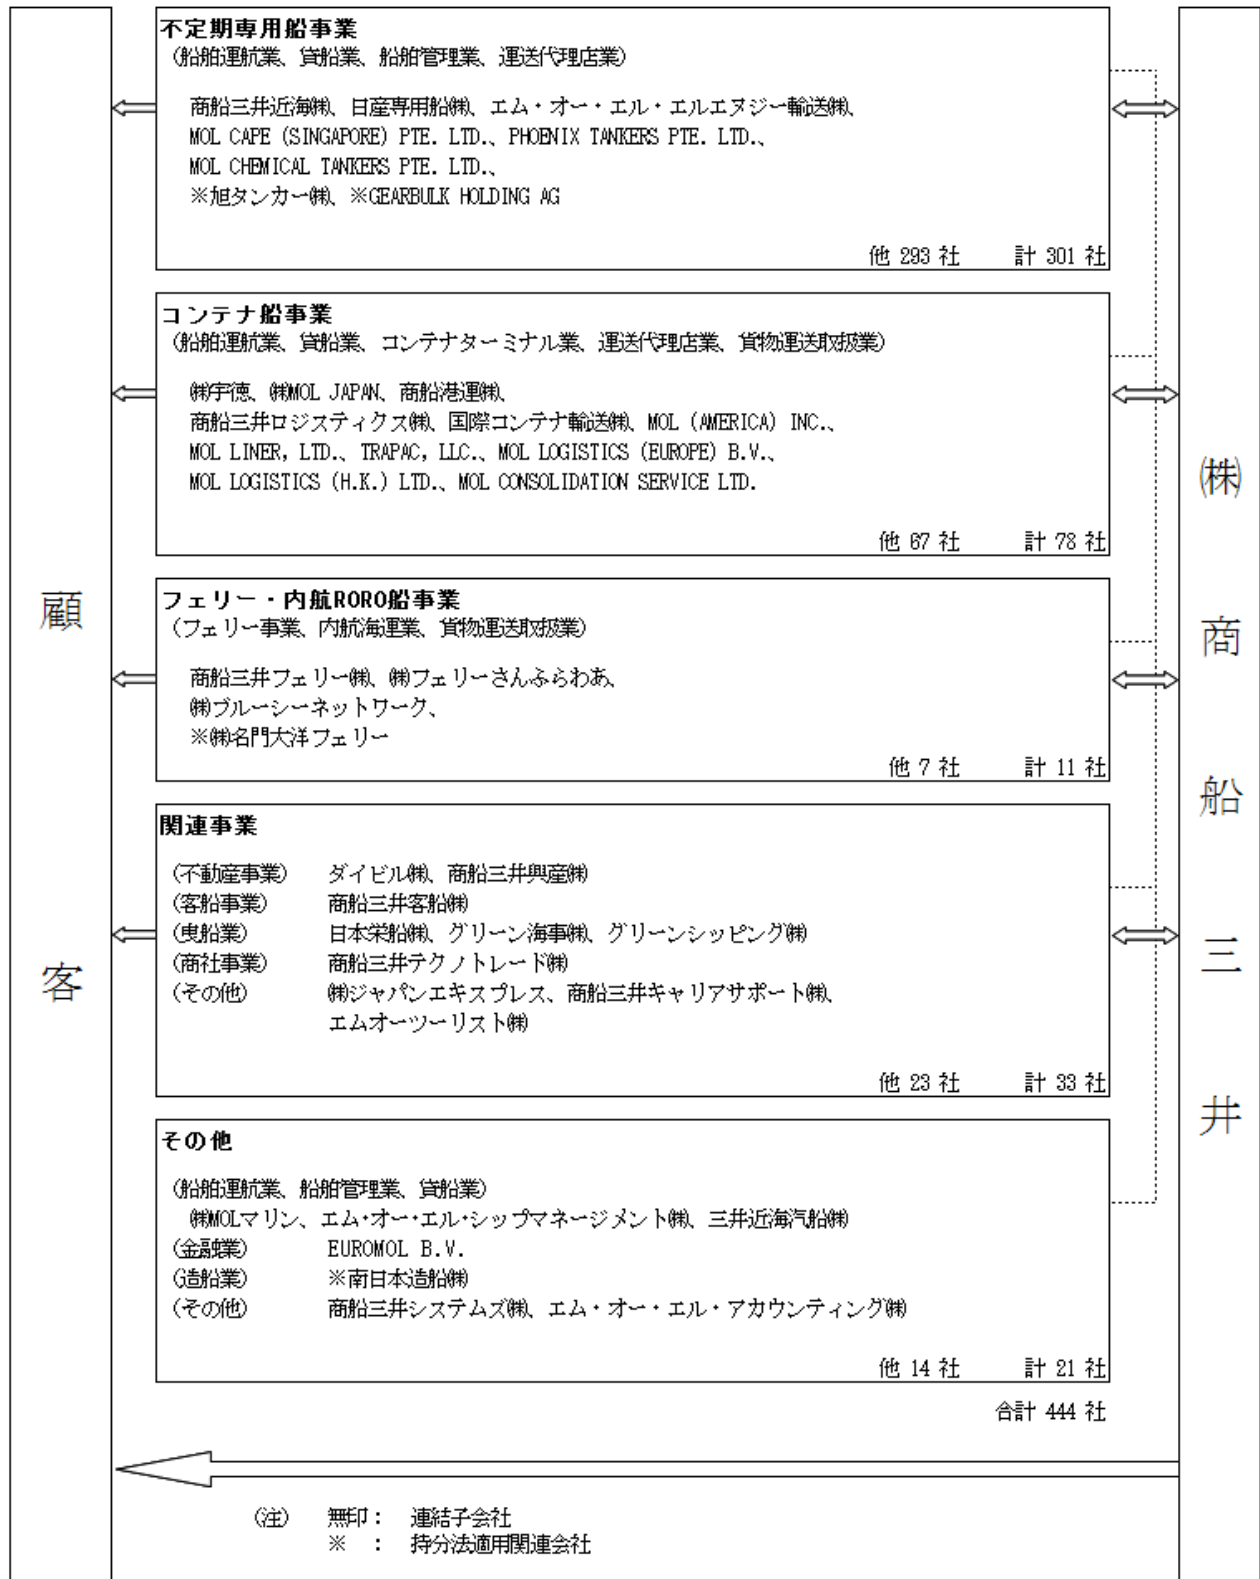 不定期専用船事業
(船舶運航業、貸船業、船舶管理業、運送代理店業)
商船三井近海㈱、日産専用船㈱、エム・オー・エル・エルエヌジー輸送㈱、
MOL CAPE (SINGAPORE) PTE. LTD.、PHOENIX TANKERS PTE. LTD.、
MOL CHEMICAL TANKERS PTE. LTD.、
※旭タンカー㈱、※GEARBULK HOLDING AG
他 293 社 計 301 社
コンテナ船事業
(船舶運航業、貸船業、コンテナターミナル業、運送代理店業、貨物運送取扱業)
㈱宇徳、㈱MOL JAPAN、商船港運㈱、
商船三井ロジスティクス㈱、国際コンテナ輸送㈱、MOL (AMERICA) INC.、
MOL LINER, LTD.、TRAPAC, LLC.、MOL LOGISTICS (EUROPE) B.V.、
MOL LOGISTICS (H.K.) LTD.、MOL CONSOLIDATION SERVICE LTD.
他 67 社 計 78 社
フェリー・内航RORO船事業
(フェリー事業、内航海運業、貨物運送取扱業)
商船三井フェリー㈱、㈱フェリーさんふらわあ、
㈱ブルーシーネットワーク、
※㈱名門大洋フェリー
他 7 社 計 11 社
関連事業
(不動産事業) ダイビル㈱、商船三井興産㈱
(客船事業) 商船三井客船㈱
(曳船業) 日本栄船㈱、グリーン海事㈱、グリーンシッピング㈱
(商社事業) 商船三井テクノトレード㈱
(その他) ㈱ジャパンエキスプレス、商船三井キャリアサポート㈱、
エムオーツーリスト㈱
他 23 社 計 33 社
その他
(船舶運航業、船舶管理業、貸船業)
㈱MOLマリン、エム・オー・エル・シップマネージメント㈱、三井近海汽船㈱
(金融業) EUROMOL B.V.
(造船業) ※南日本造船㈱
(その他) 商船三井システムズ㈱、エム・オー・エル・アカウンティング㈱
他 14 社 計 21 社
合計 444 社
顧客
㈱商船三井
(注) 無印： 連結子会社
※ ： 持分法適用関連会社